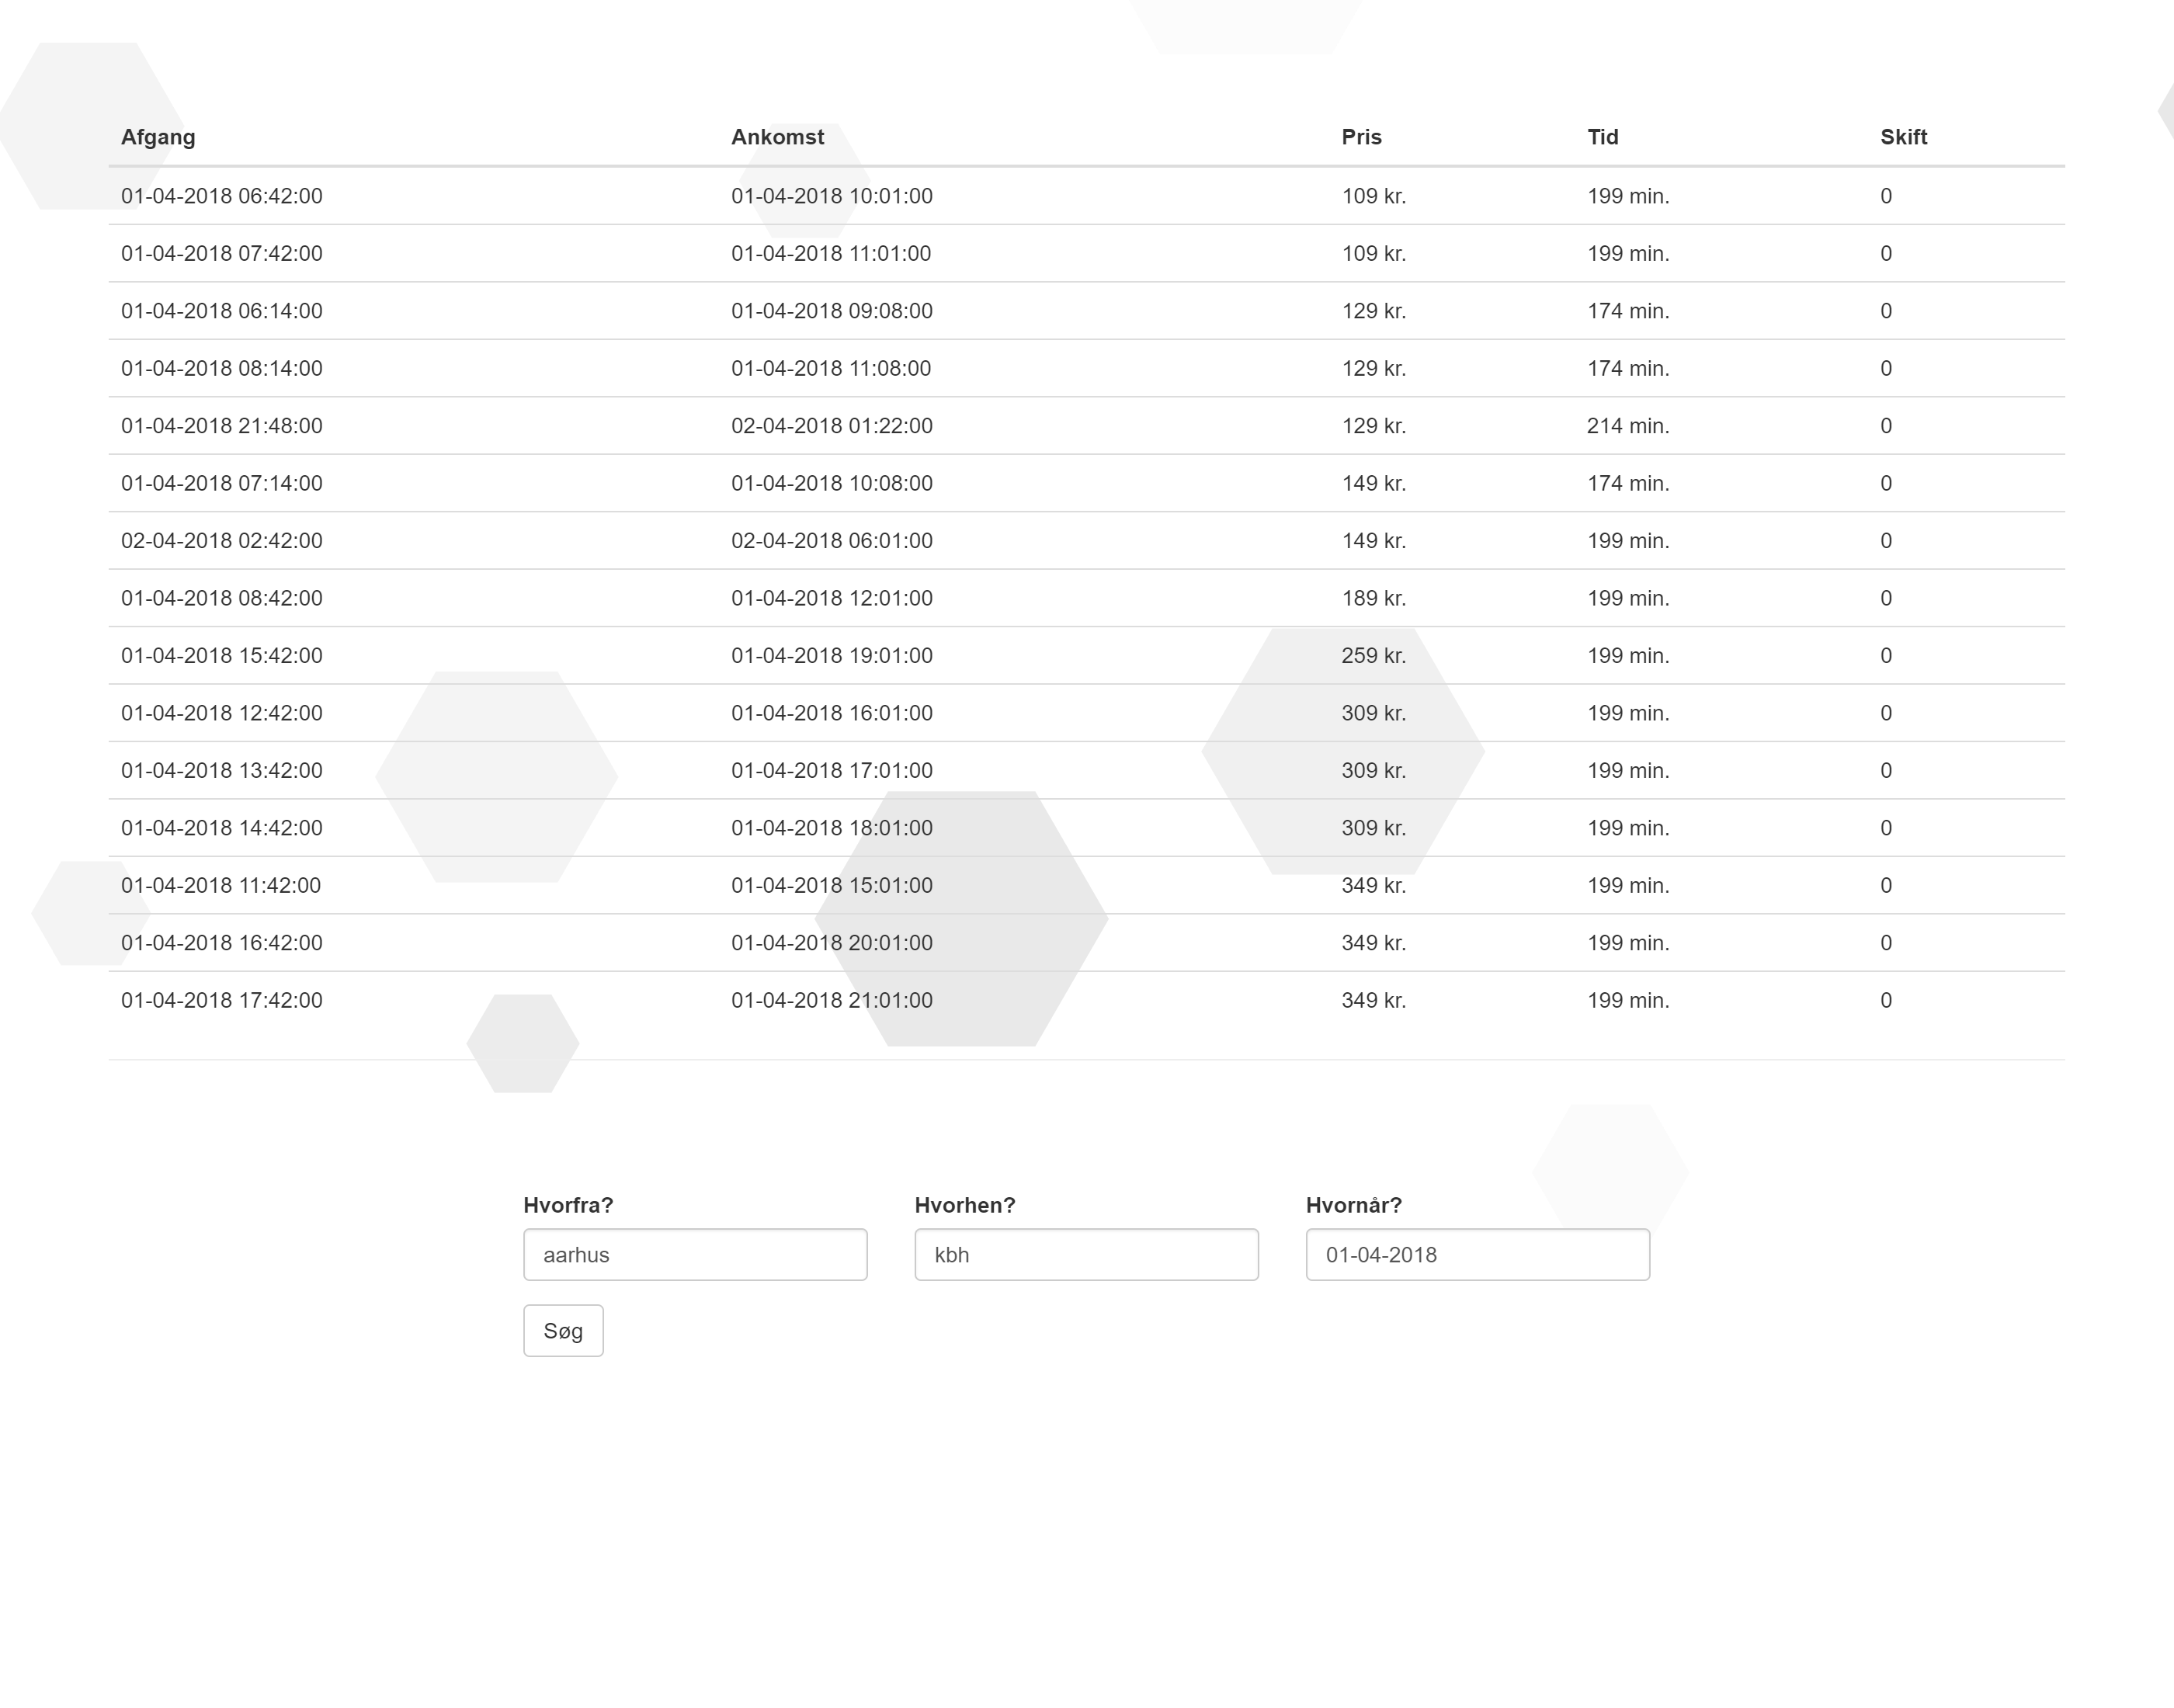 Afgang Ankomst Pris Tid Skift
01-04-2018 06:42:00 01-04-2018 10:01:00 109 kr. 199 min. 0
01-04-2018 07:42:00 01-04-2018 11:01:00 109 kr. 199 min. 0
01-04-2018 06:14:00 01-04-2018 09:08:00 129 kr. 174 min. 0
01-04-2018 08:14:00 01-04-2018 11:08:00 129 kr. 174 min. 0
01-04-2018 21:48:00 02-04-2018 01:22:00 129 kr. 214 min. 0
01-04-2018 07:14:00 01-04-2018 10:08:00 149 kr. 174 min. 0
02-04-2018 02:42:00 02-04-2018 06:01:00 149 kr. 199 min. 0
01-04-2018 08:42:00 01-04-2018 12:01:00 189 kr. 199 min. 0
01-04-2018 15:42:00 01-04-2018 19:01:00 259 kr. 199 min. 0
01-04-2018 12:42:00 01-04-2018 16:01:00 309 kr. 199 min. 0
01-04-2018 13:42:00 01-04-2018 17:01:00 309 kr. 199 min. 0
01-04-2018 14:42:00 01-04-2018 18:01:00 309 kr. 199 min. 0
01-04-2018 11:42:00 01-04-2018 15:01:00 349 kr. 199 min. 0
01-04-2018 16:42:00 01-04-2018 20:01:00 349 kr. 199 min. 0
01-04-2018 17:42:00 01-04-2018 21:01:00 349 kr. 199 min. 0
Hvorfra? Hvorhen? Hvornår?
aarhus kbh 01-04-2018
Søg